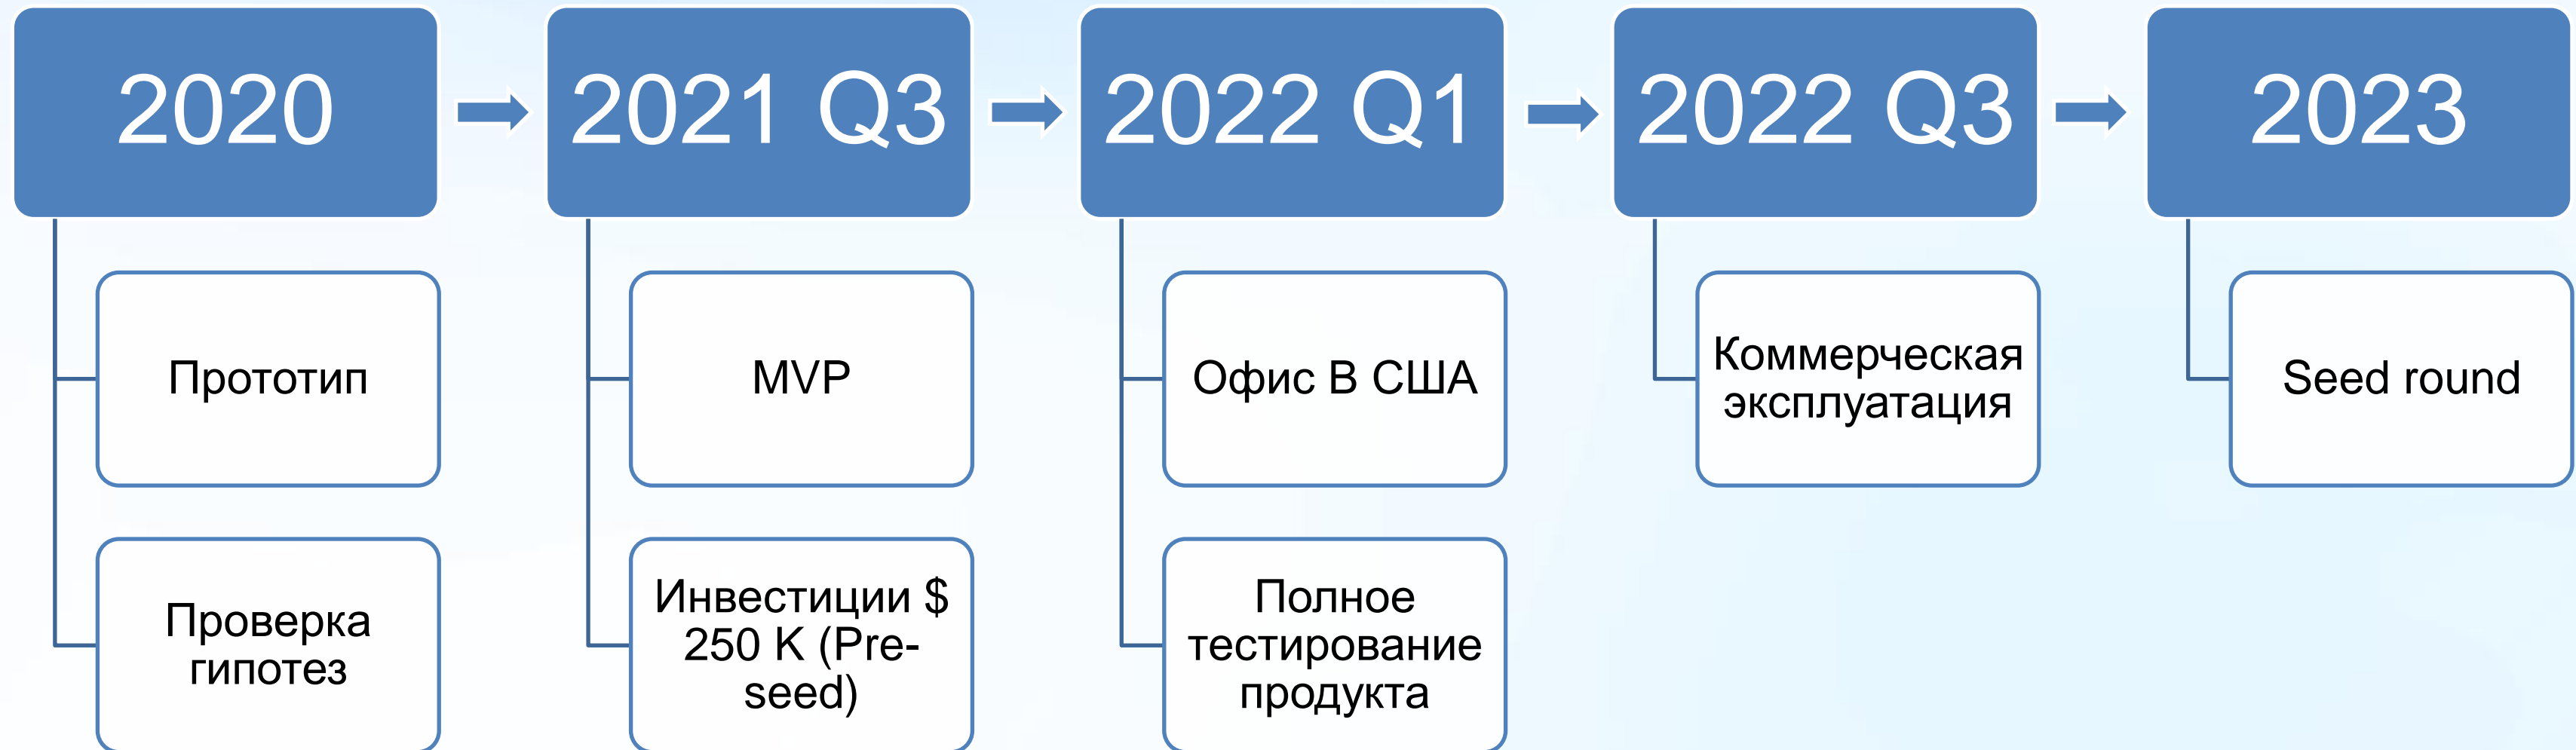 2020
2021 Q3
2022 Q1
2022 Q3
2023
Прототип
MVP
Офис В США
Коммерческая
эксплуатация
Seed round
Проверка
гипотез
Инвестиции $
250 K (Pre-
seed)
Полное
тестирование
продукта